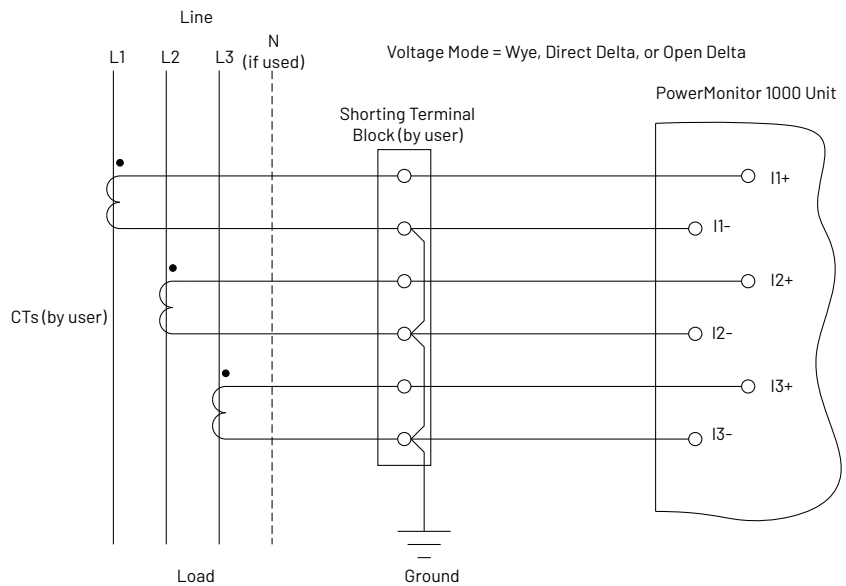 Line
L1
L2
L3
N
(if used)
Voltage Mode = Wye, Direct Delta, or Open Delta
PowerMonitor 1000 Unit
Shorting Terminal
Block (by user)
I1+
I1-
I2+
CTs (by user)
I2-
I3+
I3-
Load
Ground